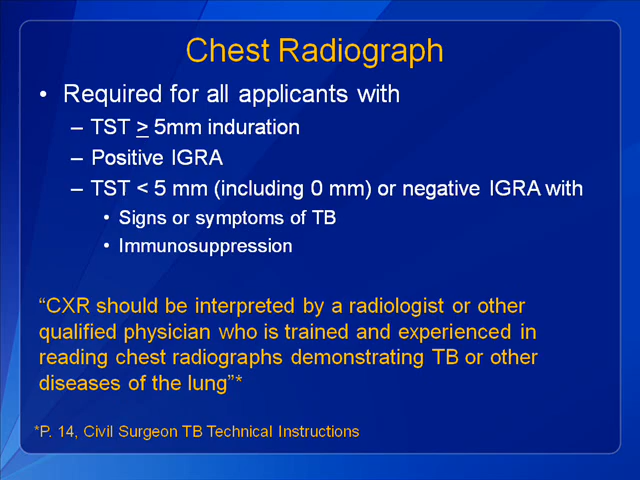 Chest Radiograph
• Required for all applicants with
– TST ≥ 5mm induration
– Positive IGRA
– TST < 5 mm (including 0 mm) or negative IGRA with
• Signs or symptoms of TB
• Immunosuppression
“CXR should be interpreted by a radiologist or other
qualified physician who is trained and experienced in
reading chest radiographs demonstrating TB or other
diseases of the lung”*
*P. 14, Civil Surgeon TB Technical Instructions